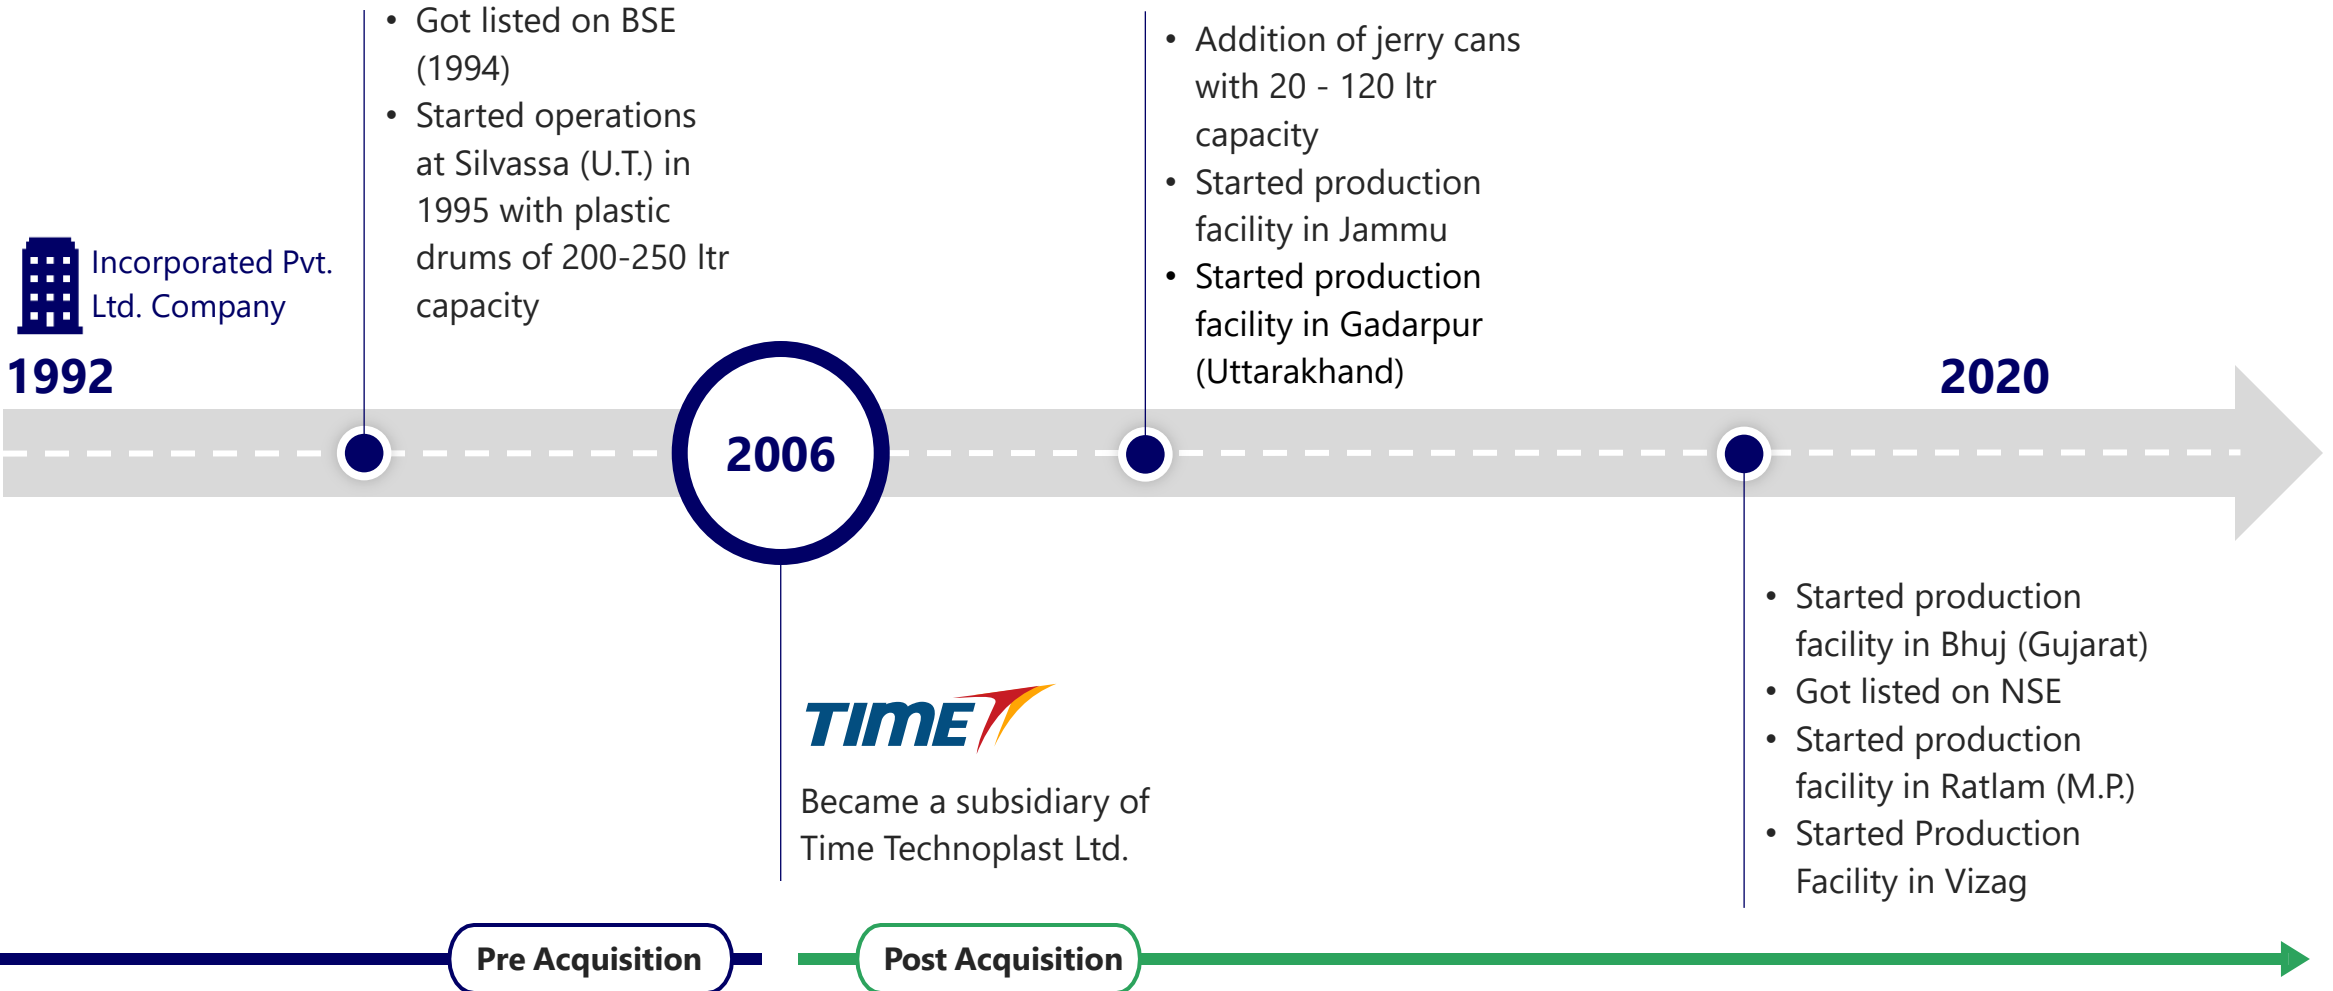 • Got listed on BSE
(1994)
• Started operations
at Silvassa (U.T.) in
1995 with plastic
drums of 200-250 ltr
capacity
• Addition of jerry cans
with 20 - 120 ltr
capacity
• Started production
facility in Jammu
• Started production
facility in Gadarpur
(Uttarakhand)
Incorporated Pvt.
Ltd. Company
1992
2020
2006
• Started production
facility in Bhuj (Gujarat)
• Got listed on NSE
• Started production
facility in Ratlam (M.P.)
• Started Production
Facility in Vizag
TIME
Became a subsidiary of
Time Technoplast Ltd.
Pre Acquisition
Post Acquisition